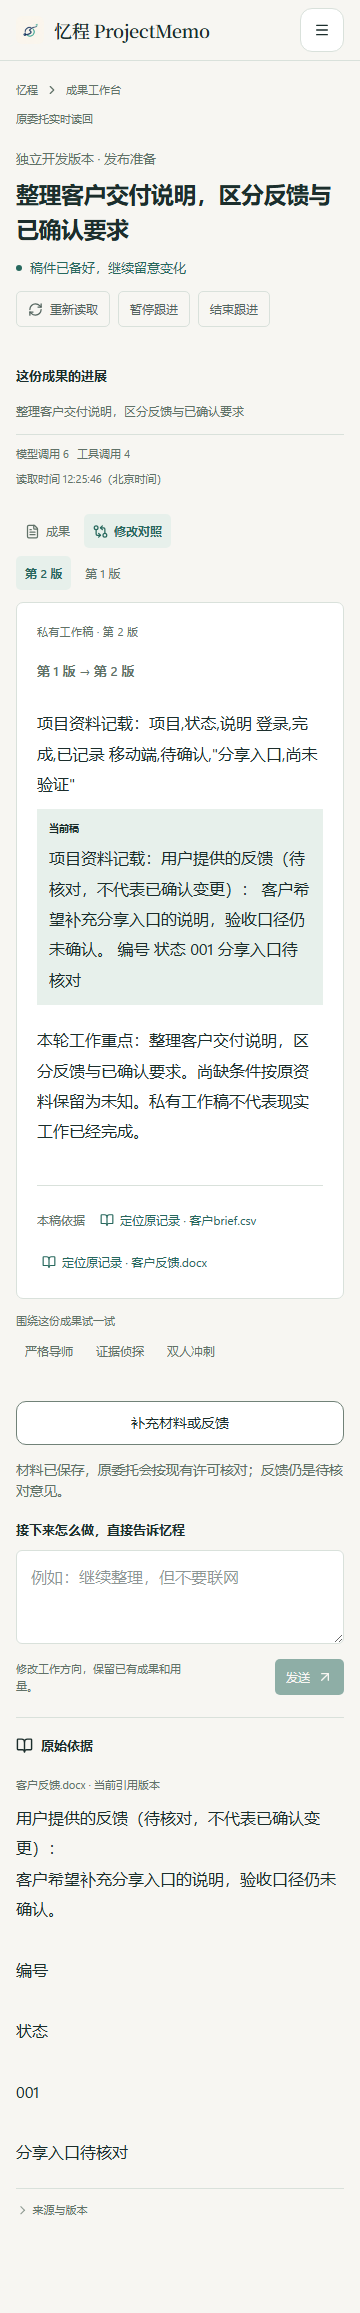 忆程 ProjectMemo
忆程 > 成果工作台
原委托实时读回
独立开发版本 · 发布准备
整理客户交付说明，区分反馈与
已确认要求
稿件已备好，继续留意变化
重新读取 暂停跟进 结束跟进
这份成果的进展
整理客户交付说明，区分反馈与已确认要求
模型调用 6 工具调用 4
读取时间 12:25:46（北京时间）
成果 修改对照
第 2 版 第 1 版
私有工作稿 · 第 2 版
第 1 版 → 第 2 版
项目资料记载：项目,状态,说明 登录,完
成,已记录 移动端,待确认,"分享入口,尚未
验证"
当前稿
项目资料记载：用户提供的反馈（待
核对，不代表已确认变更）： 客户希
望补充分享入口的说明，验收口径仍
未确认。 编号 状态 001 分享入口待
核对
本轮工作重点：整理客户交付说明，区
分反馈与已确认要求。尚缺条件按原资
料保留为未知。私有工作稿不代表现实
工作已经完成。
本稿依据 定位原记录 · 客户brief.csv
定位原记录 · 客户反馈.docx
围绕这份成果试一试
严格导师 证据侦探 双人冲刺
补充材料或反馈
材料已保存，原委托会按现有许可核对；反馈仍是待核
对意见。
接下来怎么做，直接告诉忆程
例如：继续整理，但不要联网
修改工作方向，保留已有成果和用
量。
发送
原始依据
客户反馈.docx · 当前引用版本
用户提供的反馈（待核对，不代表已确认变
更）：
客户希望补充分享入口的说明，验收口径仍未
确认。
编号
状态
001
分享入口待核对
来源与版本